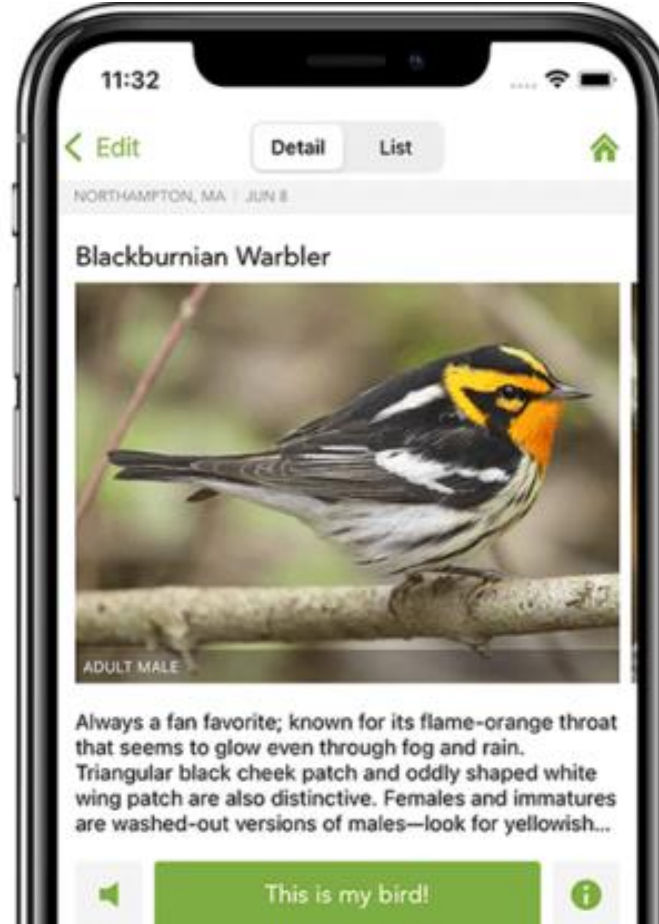 11:32
Edit
Detail
List
NORTHAMPTON, MA | JUN 8
Blackburnian Warbler
ADULT MALE
Always a fan favorite; known for its flame-orange throat
that seems to glow even through fog and rain.
Triangular black cheek patch and oddly shaped white
wing patch are also distinctive. Females and immatures
are washed-out versions of males—look for yellowish...
This is my bird!